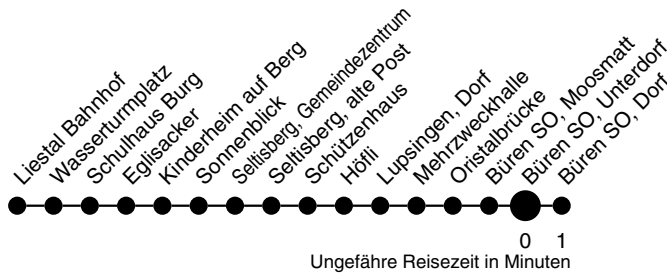 Liestal Bahnhof
Wasserturmplatz
Schulhaus Burg
Eglisacker
Kinderheim auf Berg
Sonnenblick
Seltisberg, Gemeindezentrum
Seltisberg, alte Post
Schützenhaus
Höfli
Lupsingen, Dorf
Mehrzweckhalle
Oristalbrücke
Büren SO, Moosmatt
Büren SO, Unterdorf
Büren SO, Dorf
0 1
Ungefähre Reisezeit in Minuten